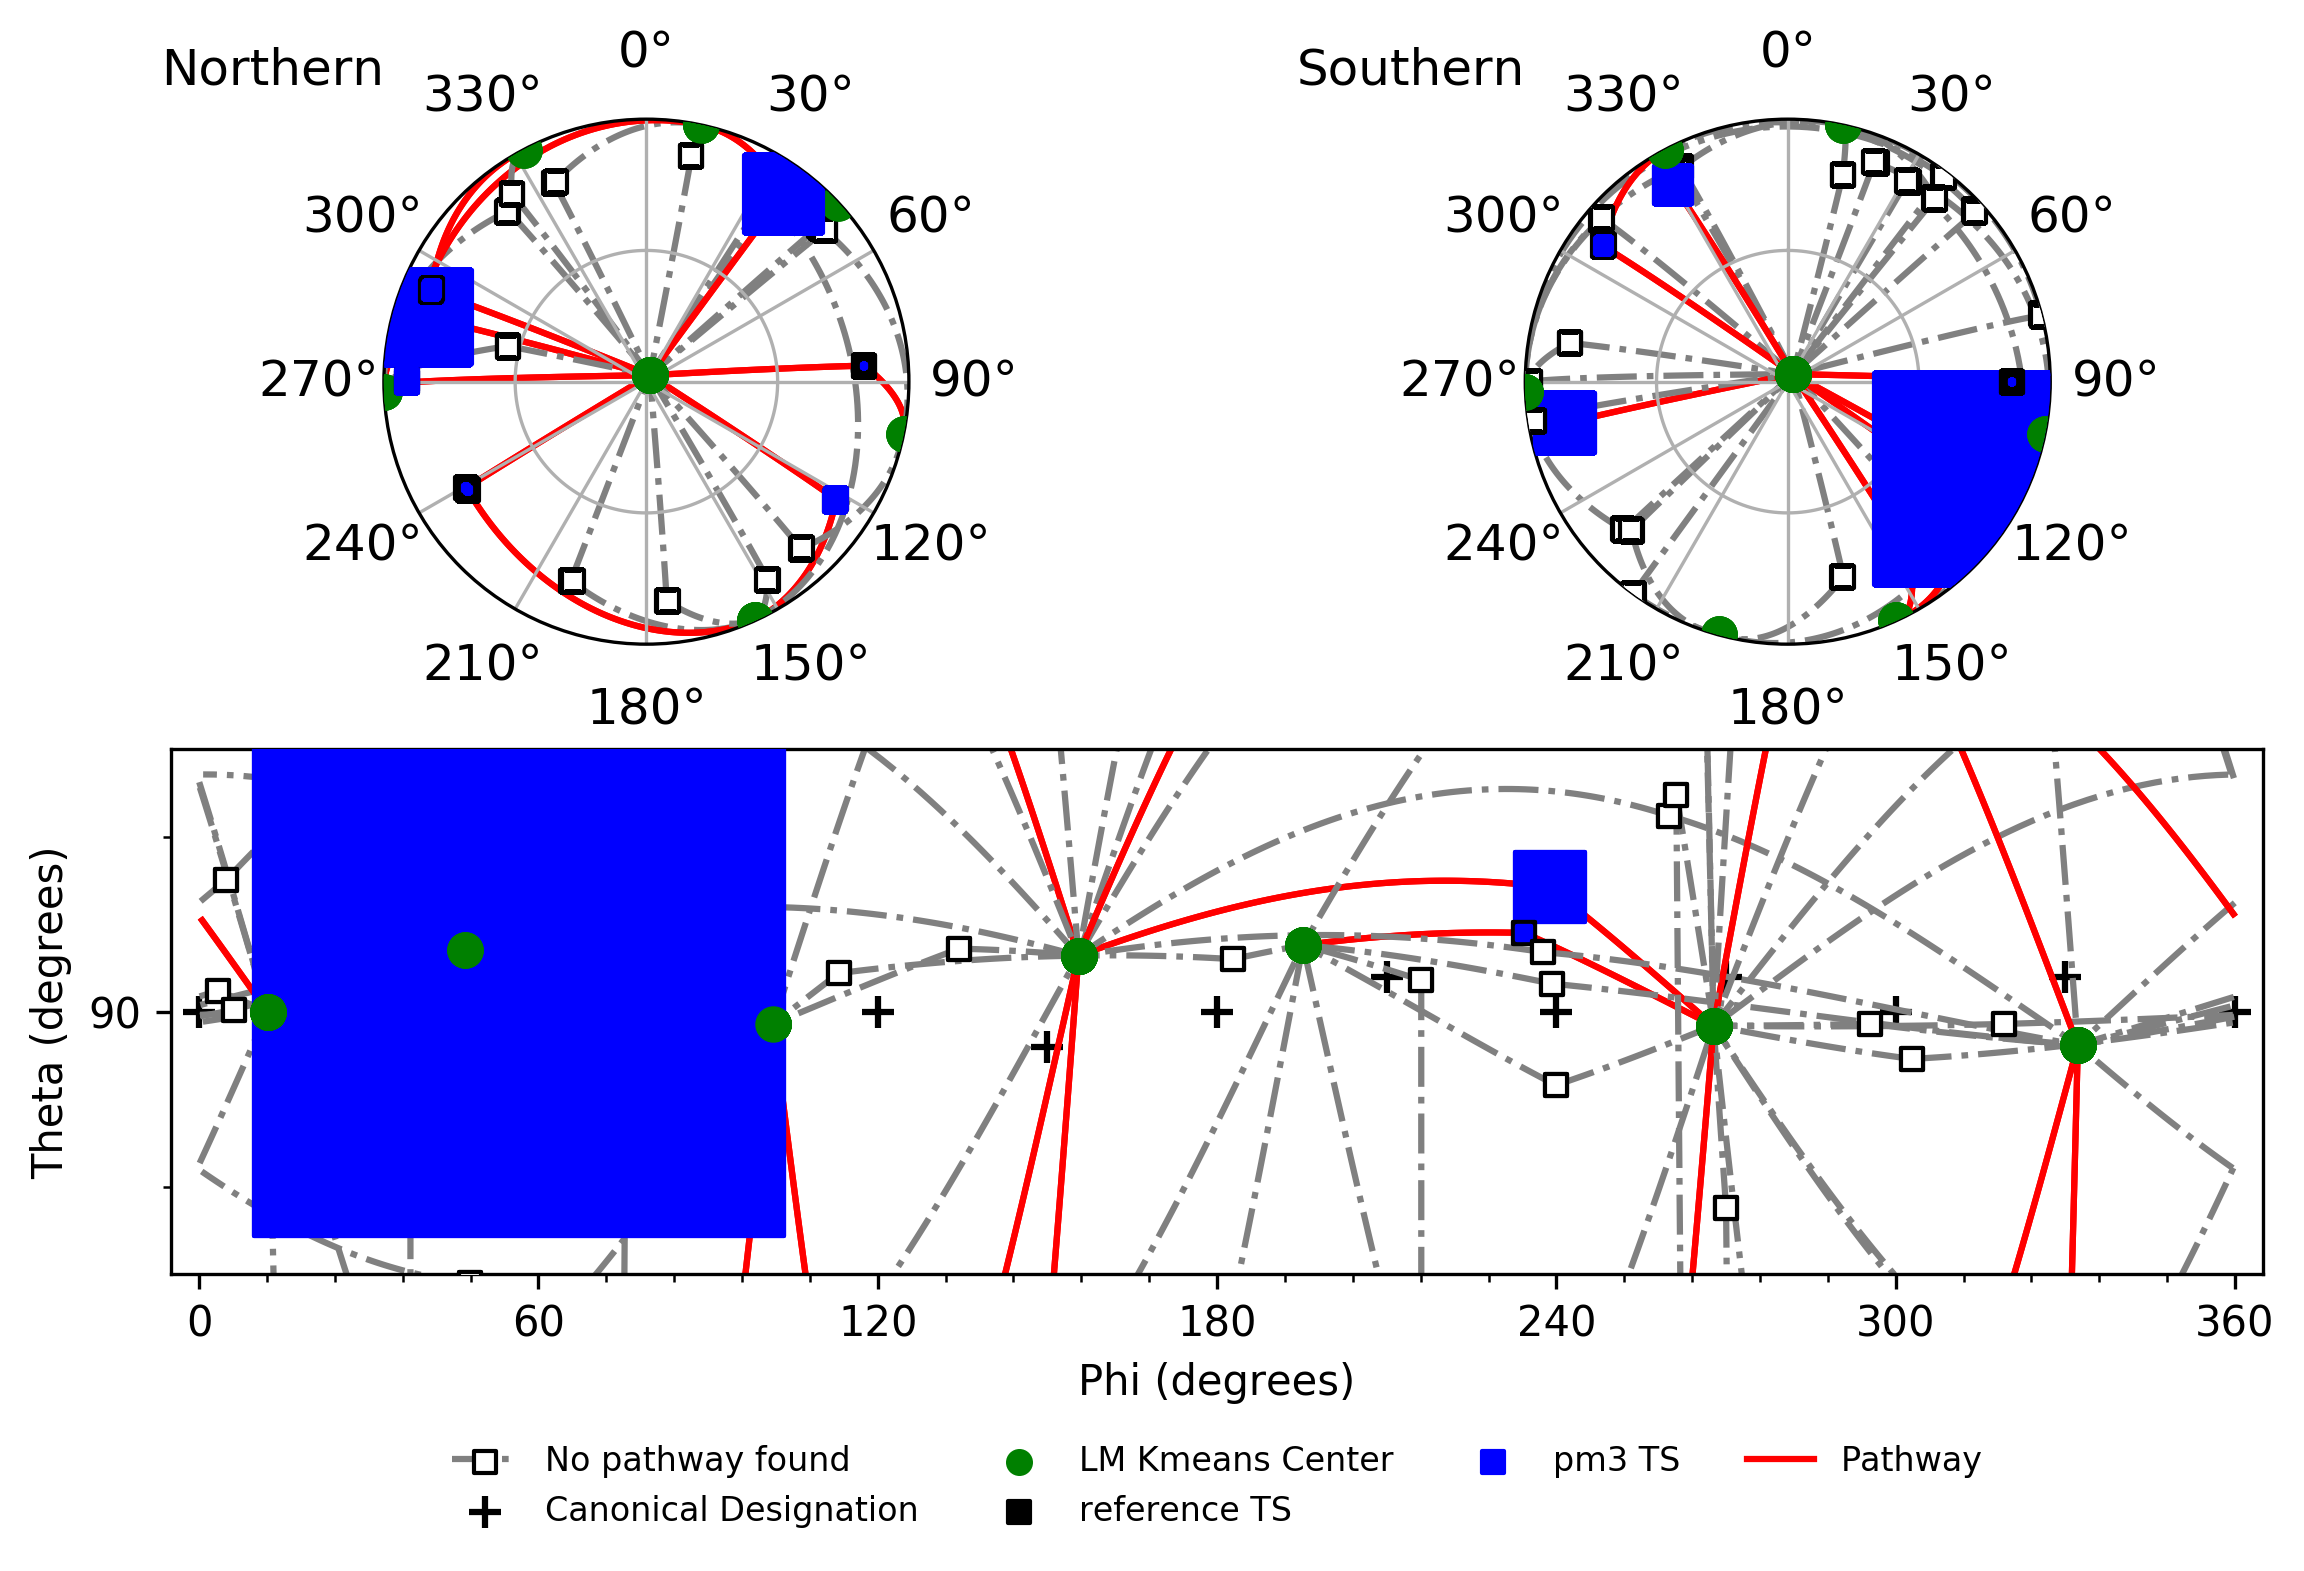 Northern
0°
330°
30°
300°
60°
270°
90°
240°
120°
210°
150°
180°
Southern
0°
330°
30°
300°
60°
270°
90°
240°
120°
210°
150°
180°
Theta (degrees)
90
0 60 120 180 240 300 360
Phi (degrees)
No pathway found
LM Kmeans Center
pm3 TS
Pathway
Canonical Designation
reference TS